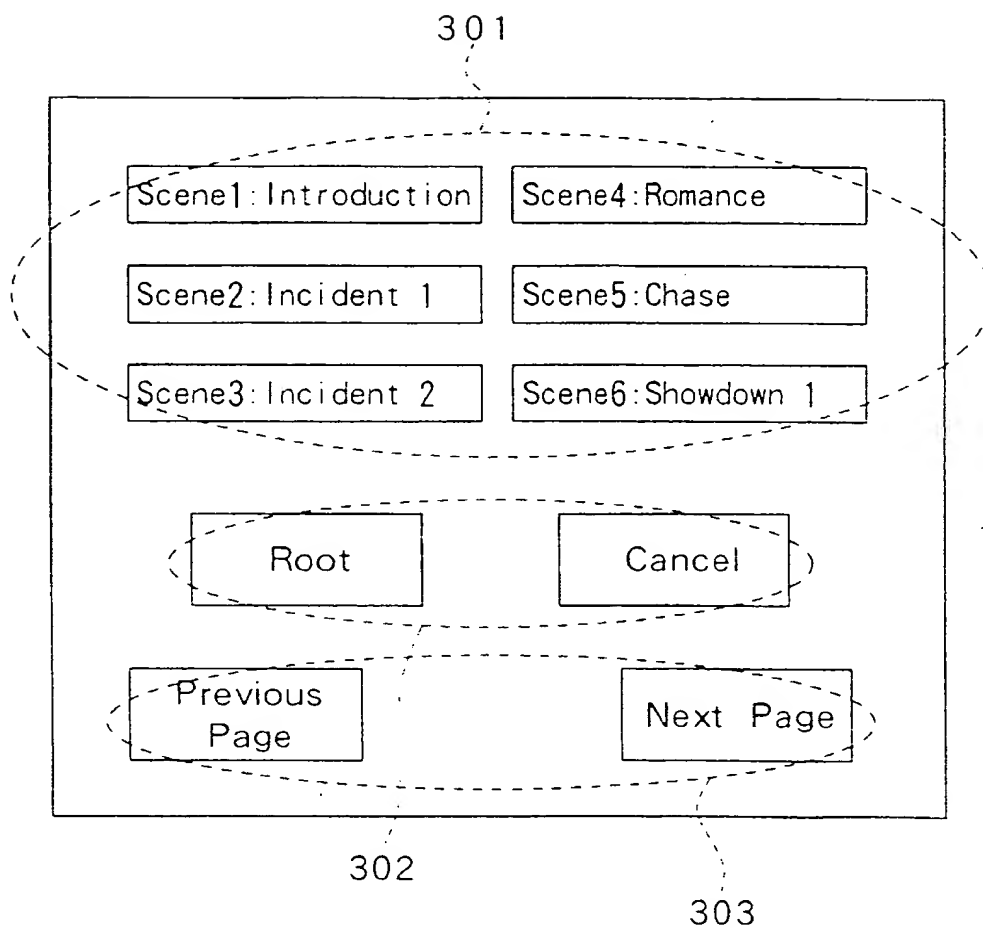 301
Scene1:Introduction
Scene4:Romance
Scene2:Incident 1
Scene5:Chase
Scene3:Incident 2
Scene6:Showdown 1
Root
Cancel
Previous
Page
Next Page
302
303